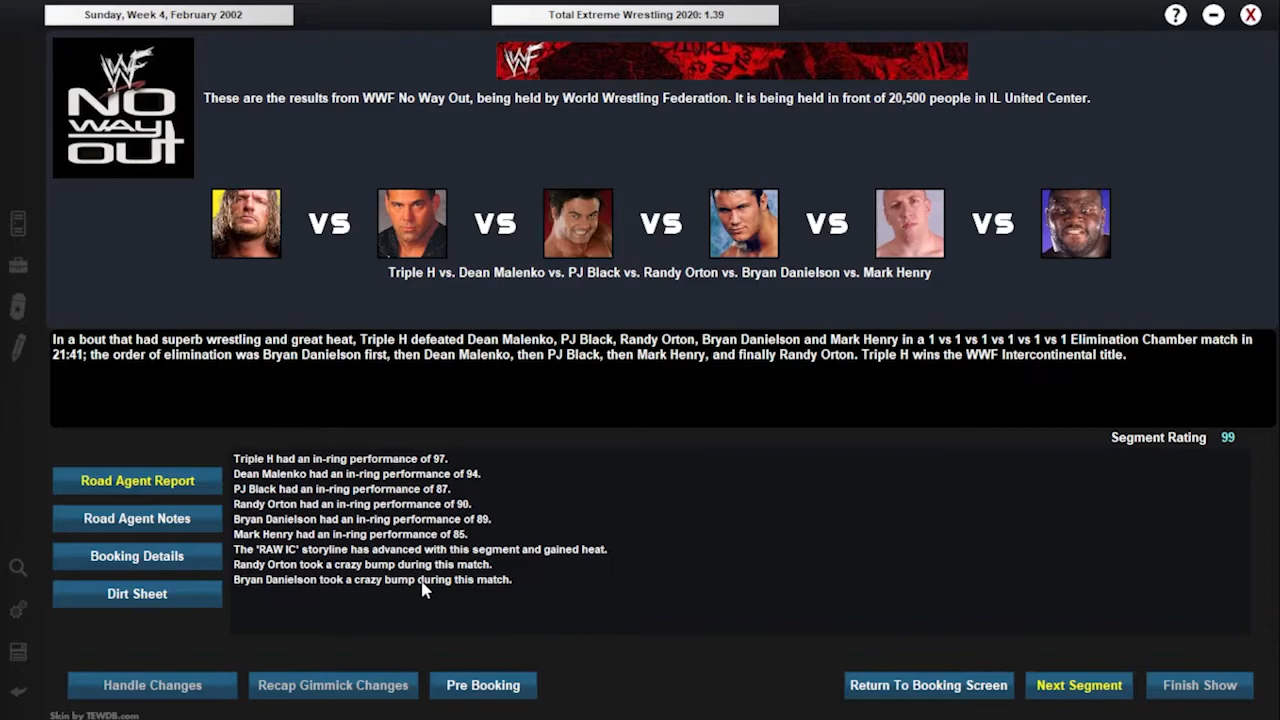 Sunday, Week 4, February 2002
Total Extreme Wrestling 2020: 1.39
? - X
WF
NO
WAY
OUT
These are the results from WWF No Way Out, being held by World Wrestling Federation. It is being held in front of 20,500 people in IL United Center.
VS VS VS VS VS
Triple H vs. Dean Malenko vs. PJ Black vs. Randy Orton vs. Bryan Danielson vs. Mark Henry
In a bout that had superb wrestling and great heat, Triple H defeated Dean Malenko, PJ Black, Randy Orton, Bryan Danielson and Mark Henry in a 1 vs 1 vs 1 vs 1 vs 1 vs 1 Elimination Chamber match in
21:41; the order of elimination was Bryan Danielson first, then Dean Malenko, then PJ Black, then Mark Henry, and finally Randy Orton. Triple H wins the WWF Intercontinental title.
Segment Rating 99
Road Agent Report
Road Agent Notes
Booking Details
Dirt Sheet
Triple H had an in-ring performance of 97.
Dean Malenko had an in-ring performance of 94.
PJ Black had an in-ring performance of 87.
Randy Orton had an in-ring performance of 90.
Bryan Danielson had an in-ring performance of 89.
Mark Henry had an in-ring performance of 85.
The 'RAW IC' storyline has advanced with this segment and gained heat.
Randy Orton took a crazy bump during this match.
Bryan Danielson took a crazy bump during this match.
Handle Changes
Recap Gimmick Changes
Pre Booking
Return To Booking Screen
Next Segment
Finish Show
Skin by TEWDB.com